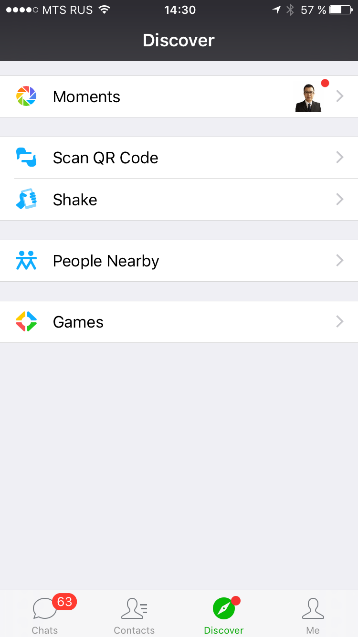 MTS RUS 14:30 57 %
Discover
Moments
Scan QR Code
Shake
People Nearby
Games
63
Chats Contacts Discover Me